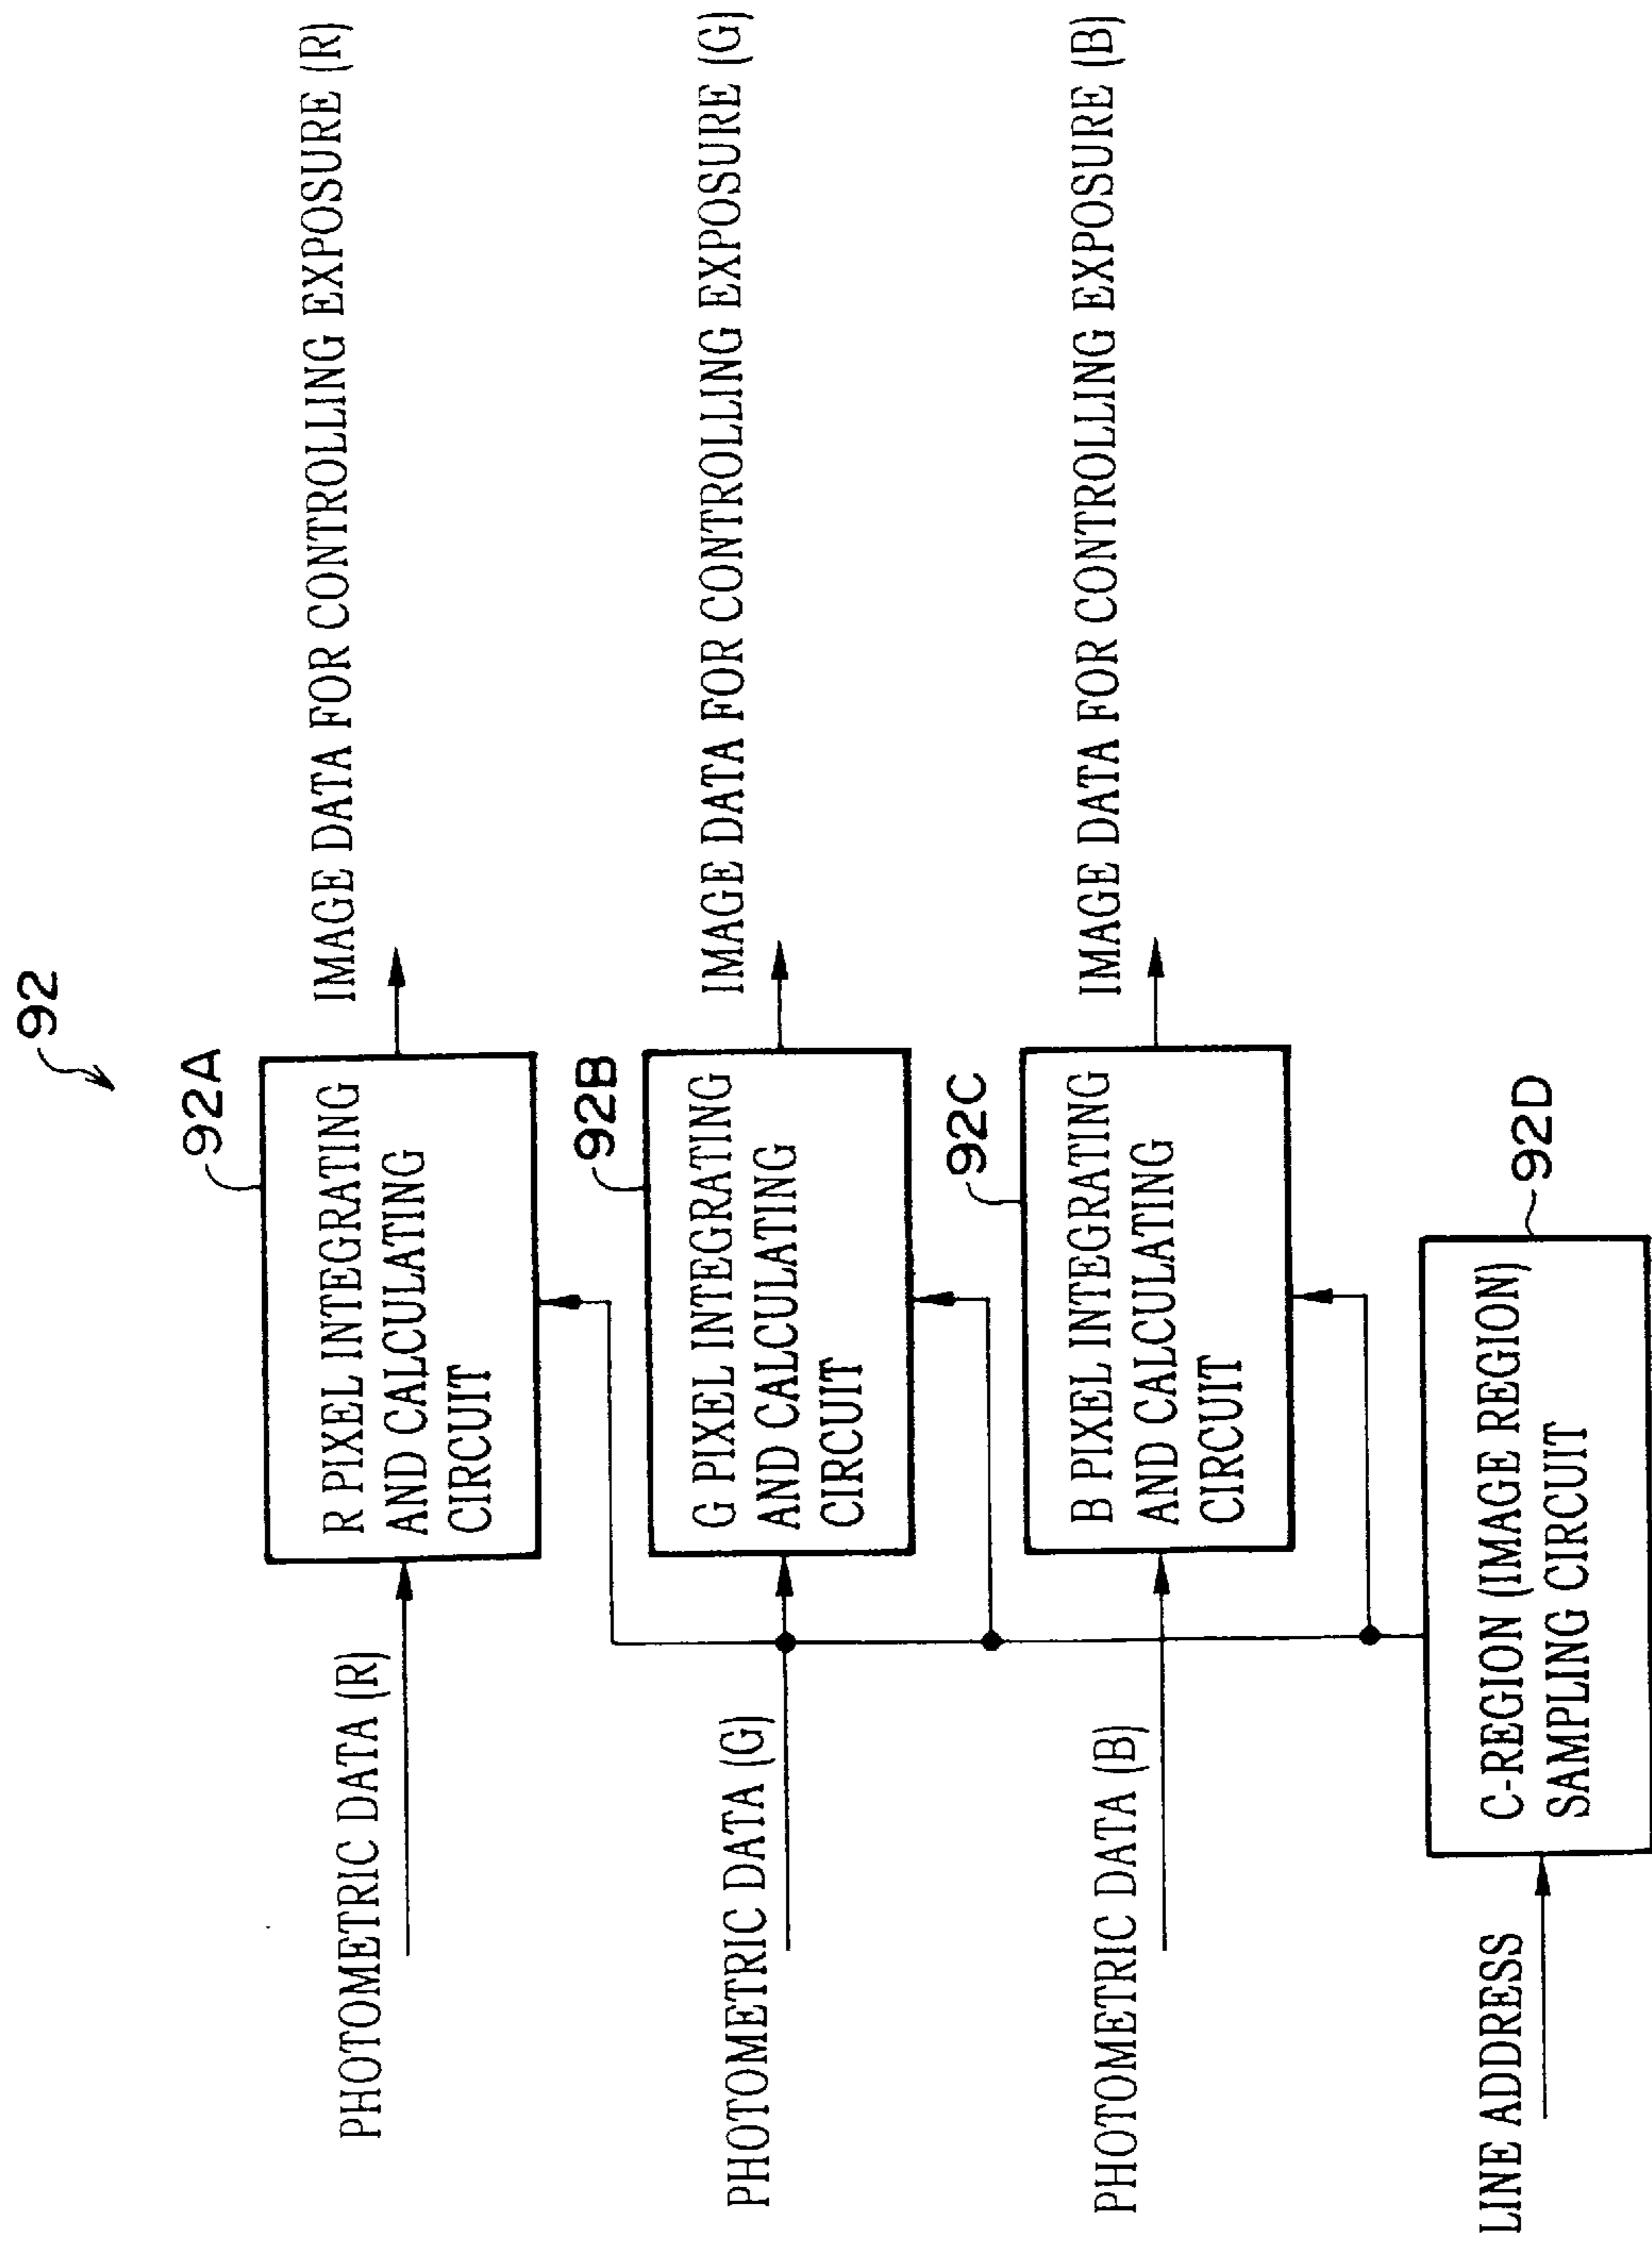 92
92A
PHOTOMETRIC DATA (R)
R PIXEL INTEGRATING
AND CALCULATING
CIRCUIT
IMAGE DATA FOR CONTROLLING EXPOSURE (R)
92B
PHOTOMETRIC DATA (G)
G PIXEL INTEGRATING
AND CALCULATING
CIRCUIT
IMAGE DATA FOR CONTROLLING EXPOSURE (G)
92C
PHOTOMETRIC DATA (B)
B PIXEL INTEGRATING
AND CALCULATING
CIRCUIT
IMAGE DATA FOR CONTROLLING EXPOSURE (B)
92D
LINE ADDRESS
C-REGION (IMAGE REGION)
SAMPLING CIRCUIT